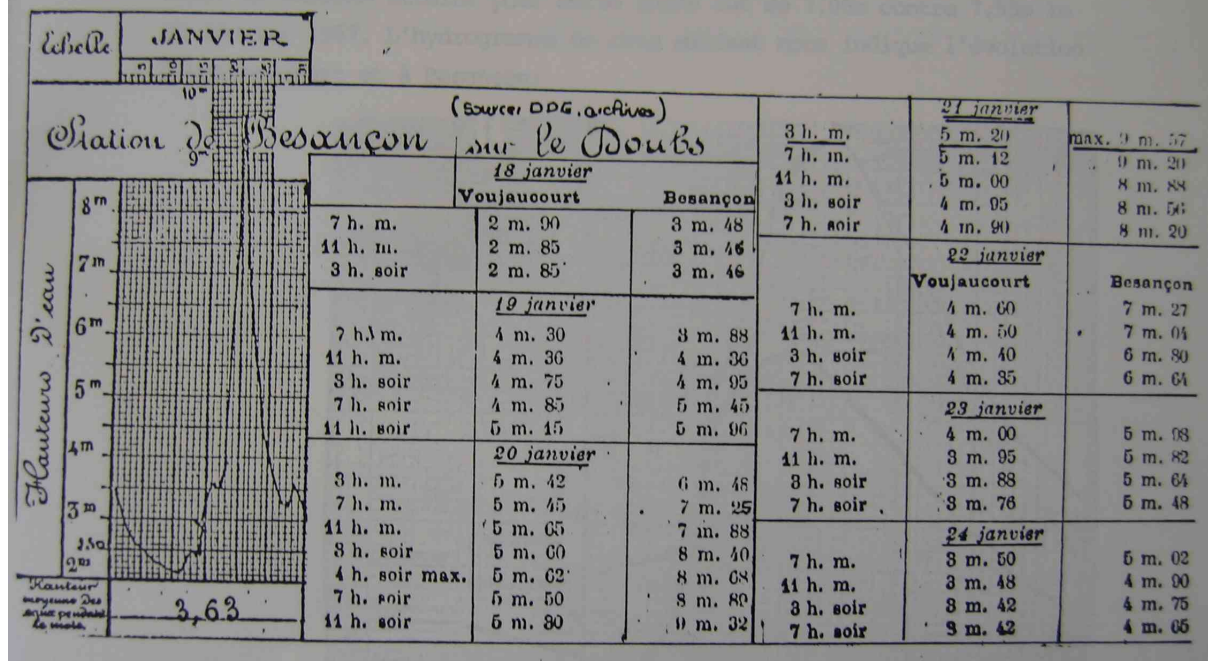 Echelle
JANVIER
10m
(Source: DDE. archives)
Station de Besançon sur le Doubs
9m
Hauteurs d'eau
8m
7m
6m
5m
4m
3m
2m
Hauteur
moyenne des
eaux pendant
le mois.
3,63
18 janvier
Voujaucourt Besançon
7 h. m. 2 m. 90 3 m. 48
11 h. m. 2 m. 85 3 m. 46
3 h. soir 2 m. 85 3 m. 46
19 janvier
7 h. m. 4 m. 30 3 m. 88
11 h. m. 4 m. 36 4 m. 36
3 h. soir 4 m. 75 4 m. 95
7 h. soir 4 m. 85 5 m. 45
11 h. soir 5 m. 15 5 m. 96
20 janvier
3 h. m. 5 m. 42 6 m. 48
7 h. m. 5 m. 45 7 m. 25
11 h. m. 5 m. 65 7 m. 88
3 h. soir 5 m. 60 8 m. 40
4 h. soir max. 5 m. 62 8 m. 68
7 h. soir 5 m. 50 8 m. 89
11 h. soir 5 m. 30 9 m. 32
21 janvier
3 h. m. 5 m. 20 max. 9 m. 57
7 h. m. 5 m. 12 9 m. 20
11 h. m. 5 m. 00 8 m. 88
3 h. soir 4 m. 95 8 m. 56
7 h. soir 4 m. 90 8 m. 20
22 janvier
Voujaucourt Besançon
7 h. m. 4 m. 60 7 m. 27
11 h. m. 4 m. 50 7 m. 04
3 h. soir 4 m. 40 6 m. 80
7 h. soir 4 m. 35 6 m. 64
23 janvier
7 h. m. 4 m. 00 5 m. 98
11 h. m. 3 m. 95 5 m. 82
3 h. soir 3 m. 88 5 m. 64
7 h. soir 3 m. 76 5 m. 48
24 janvier
7 h. m. 3 m. 50 5 m. 02
11 h. m. 3 m. 48 4 m. 90
3 h. soir 3 m. 42 4 m. 75
7 h. soir 3 m. 42 4 m. 65